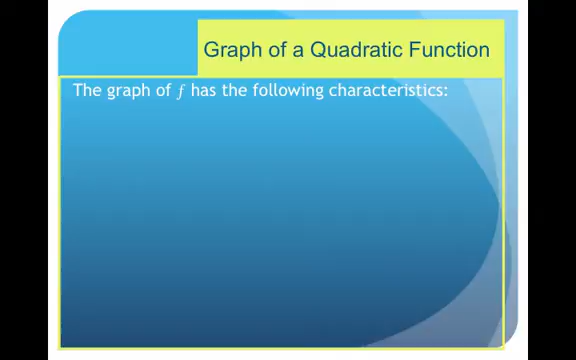 Graph of a Quadratic Function
The graph of f has the following characteristics: